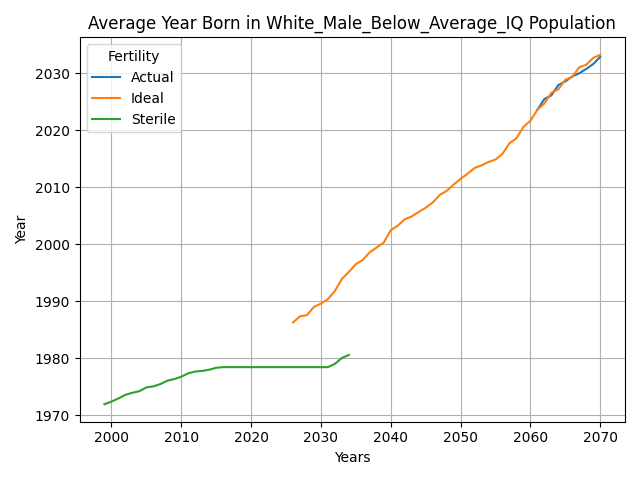 Average Year Born in White_Male_Below_Average_IQ Population
Fertility
Actual
Ideal
Sterile
Year
2030
2020
2010
2000
1990
1980
1970
2000 2010 2020 2030 2040 2050 2060 2070
Years